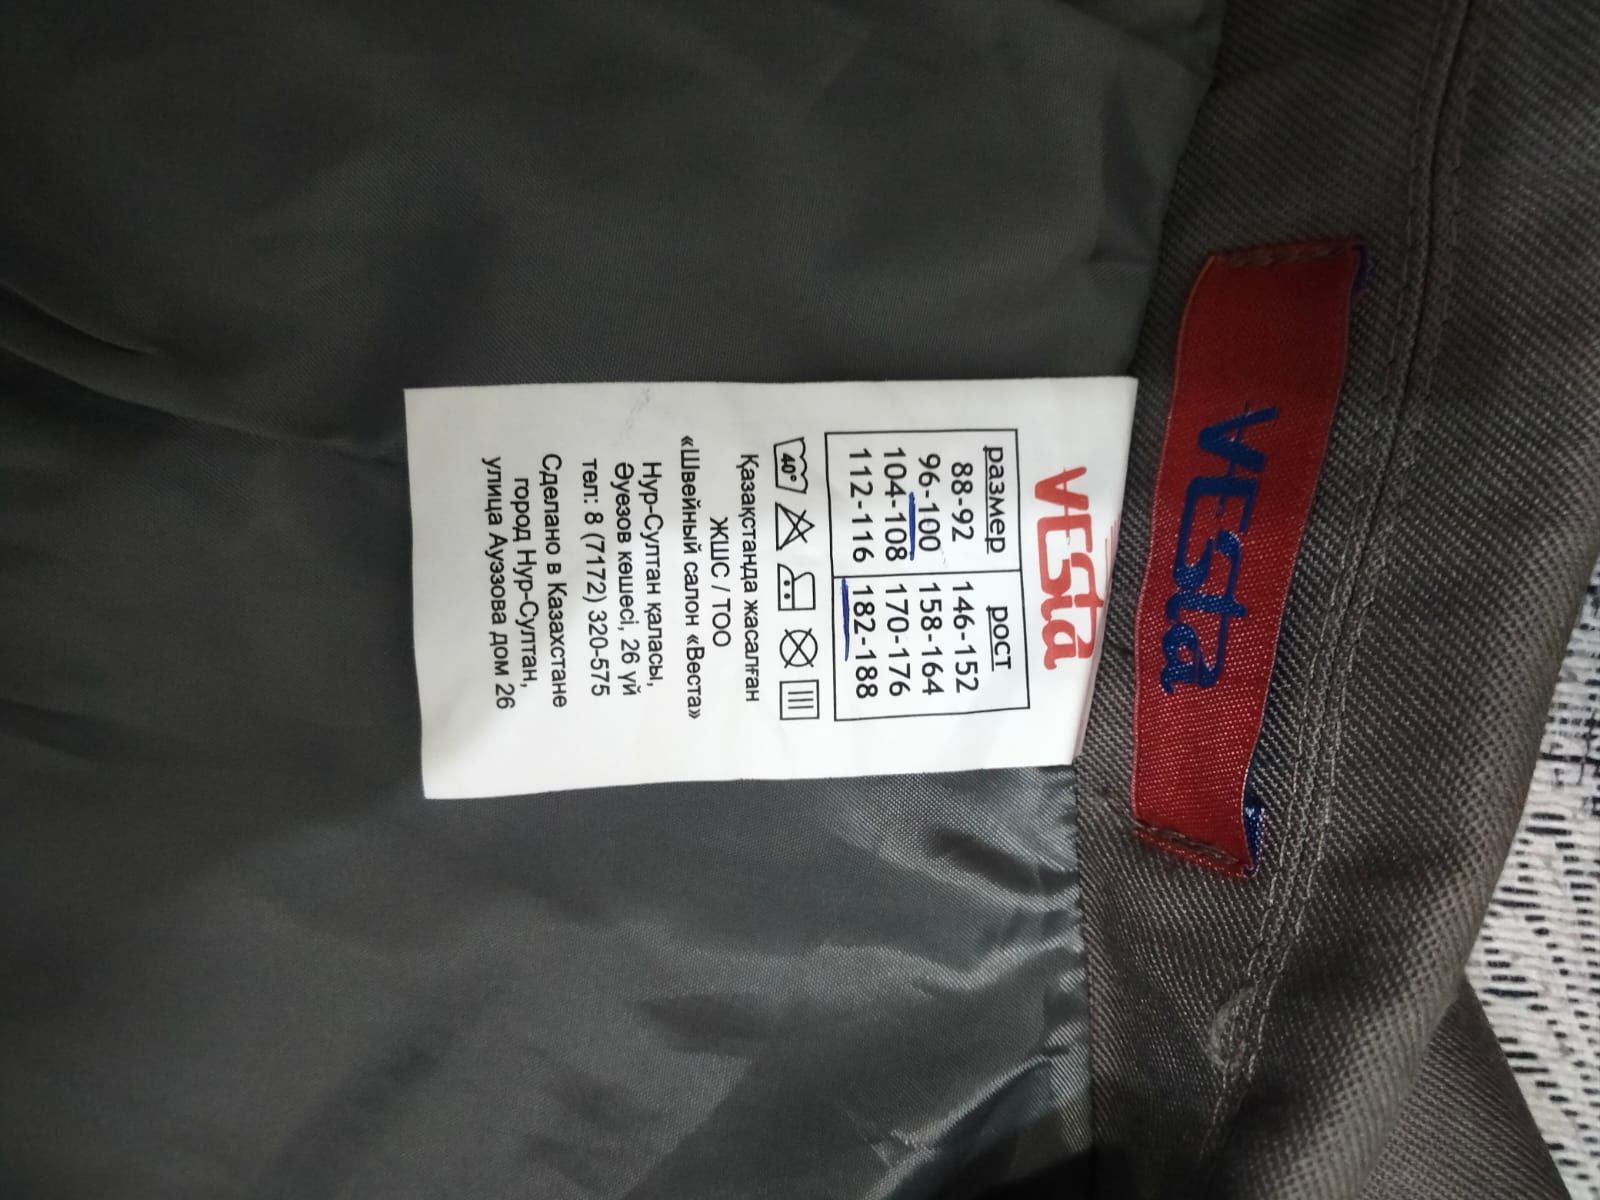 VESta
VESta
размер рост
88-92 146-152
96-100 158-164
104-108 170-176
112-116 182-188
40°
Қазақстанда жасалған
ЖШС / ТОО
«Швейный салон «Веста»
Нур-Султан қаласы,
Әуезов көшесі, 26 үй
тел: 8 (7172) 320-575
Сделано в Казахстане
город Нур-Султан,
улица Ауэзова дом 26